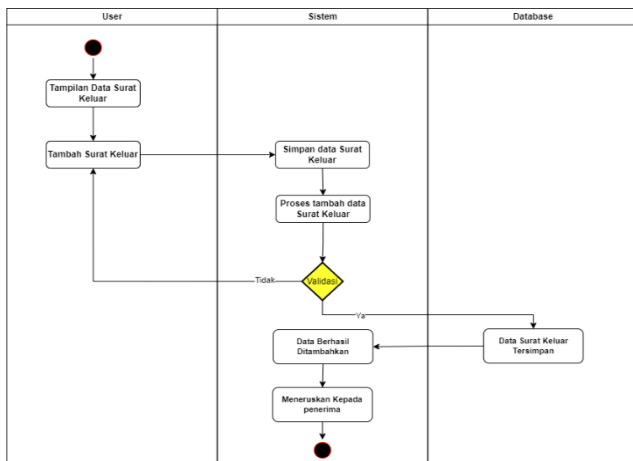 User
Sistem
Database
Tampilan Data Surat
Keluar
Tambah Surat Keluar
Simpan data Surat
Keluar
Proses tambah data
Surat Keluar
Validasi
Tidak
Ya
Data Surat Keluar
Tersimpan
Data Berhasil
Ditambahkan
Meneruskan Kepada
penerima